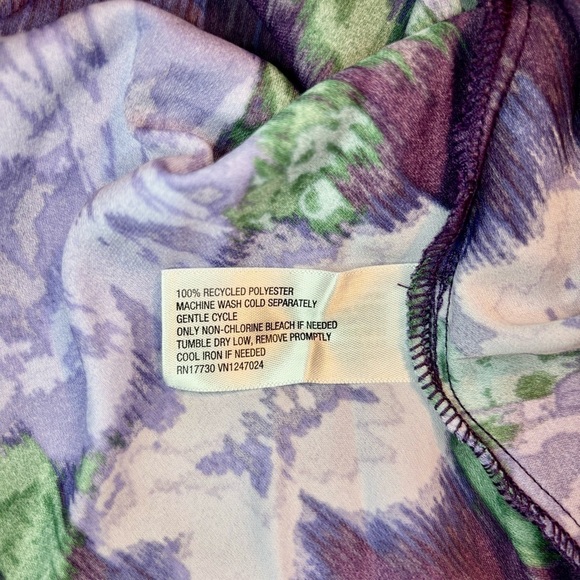 100% RECYCLED POLYESTER
MACHINE WASH COLD SEPARATELY
GENTLE CYCLE
ONLY NON-CHLORINE BLEACH IF NEEDED
TUMBLE DRY LOW, REMOVE PROMPTLY
COOL IRON IF NEEDED
RN17730 VN1247024